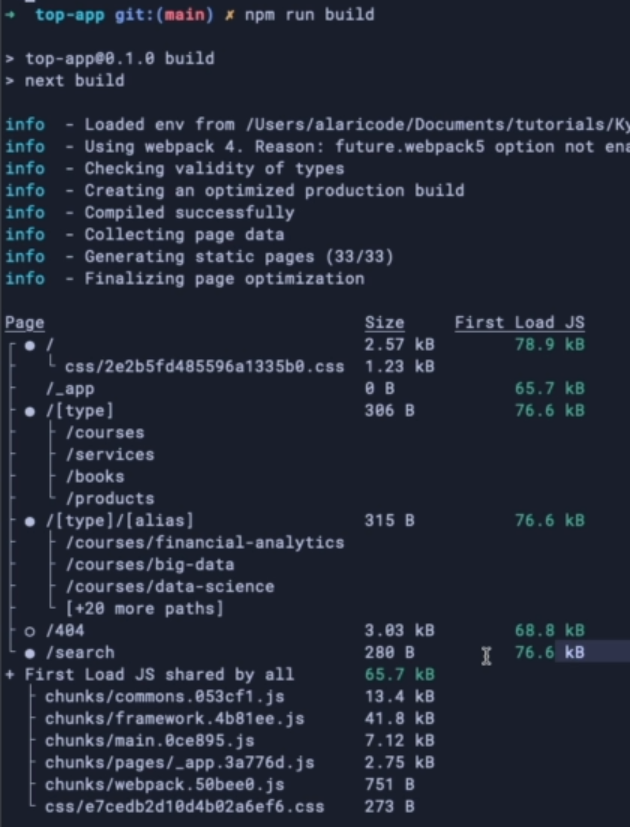 → top-app git:(main) ✗ npm run build
> top-app@0.1.0 build
> next build
info - Loaded env from /Users/alaricode/Documents/tutorials/Ky
info - Using webpack 4. Reason: future.webpack5 option not ena
info - Checking validity of types
info - Creating an optimized production build
info - Compiled successfully
info - Collecting page data
info - Generating static pages (33/33)
info - Finalizing page optimization
Page Size First Load JS
┌ ● / 2.57 kB 78.9 kB
├ └ css/2e2b5fd485596a1335b0.css 1.23 kB
├ /_app 0 B 65.7 kB
├ ● /[type] 306 B 76.6 kB
├ ├ /courses
├ ├ /services
├ ├ /books
├ └ /products
├ ● /[type]/[alias] 315 B 76.6 kB
├ ├ /courses/financial-analytics
├ ├ /courses/big-data
├ ├ /courses/data-science
├ └ [+20 more paths]
├ ○ /404 3.03 kB 68.8 kB
└ ● /search 280 B 76.6 kB
+ First Load JS shared by all 65.7 kB
├ chunks/commons.053cf1.js 13.4 kB
├ chunks/framework.4b81ee.js 41.8 kB
├ chunks/main.0ce895.js 7.12 kB
├ chunks/pages/_app.3a776d.js 2.75 kB
├ chunks/webpack.50bee0.js 751 B
└ css/e7cedb2d10d4b02a6ef6.css 273 B